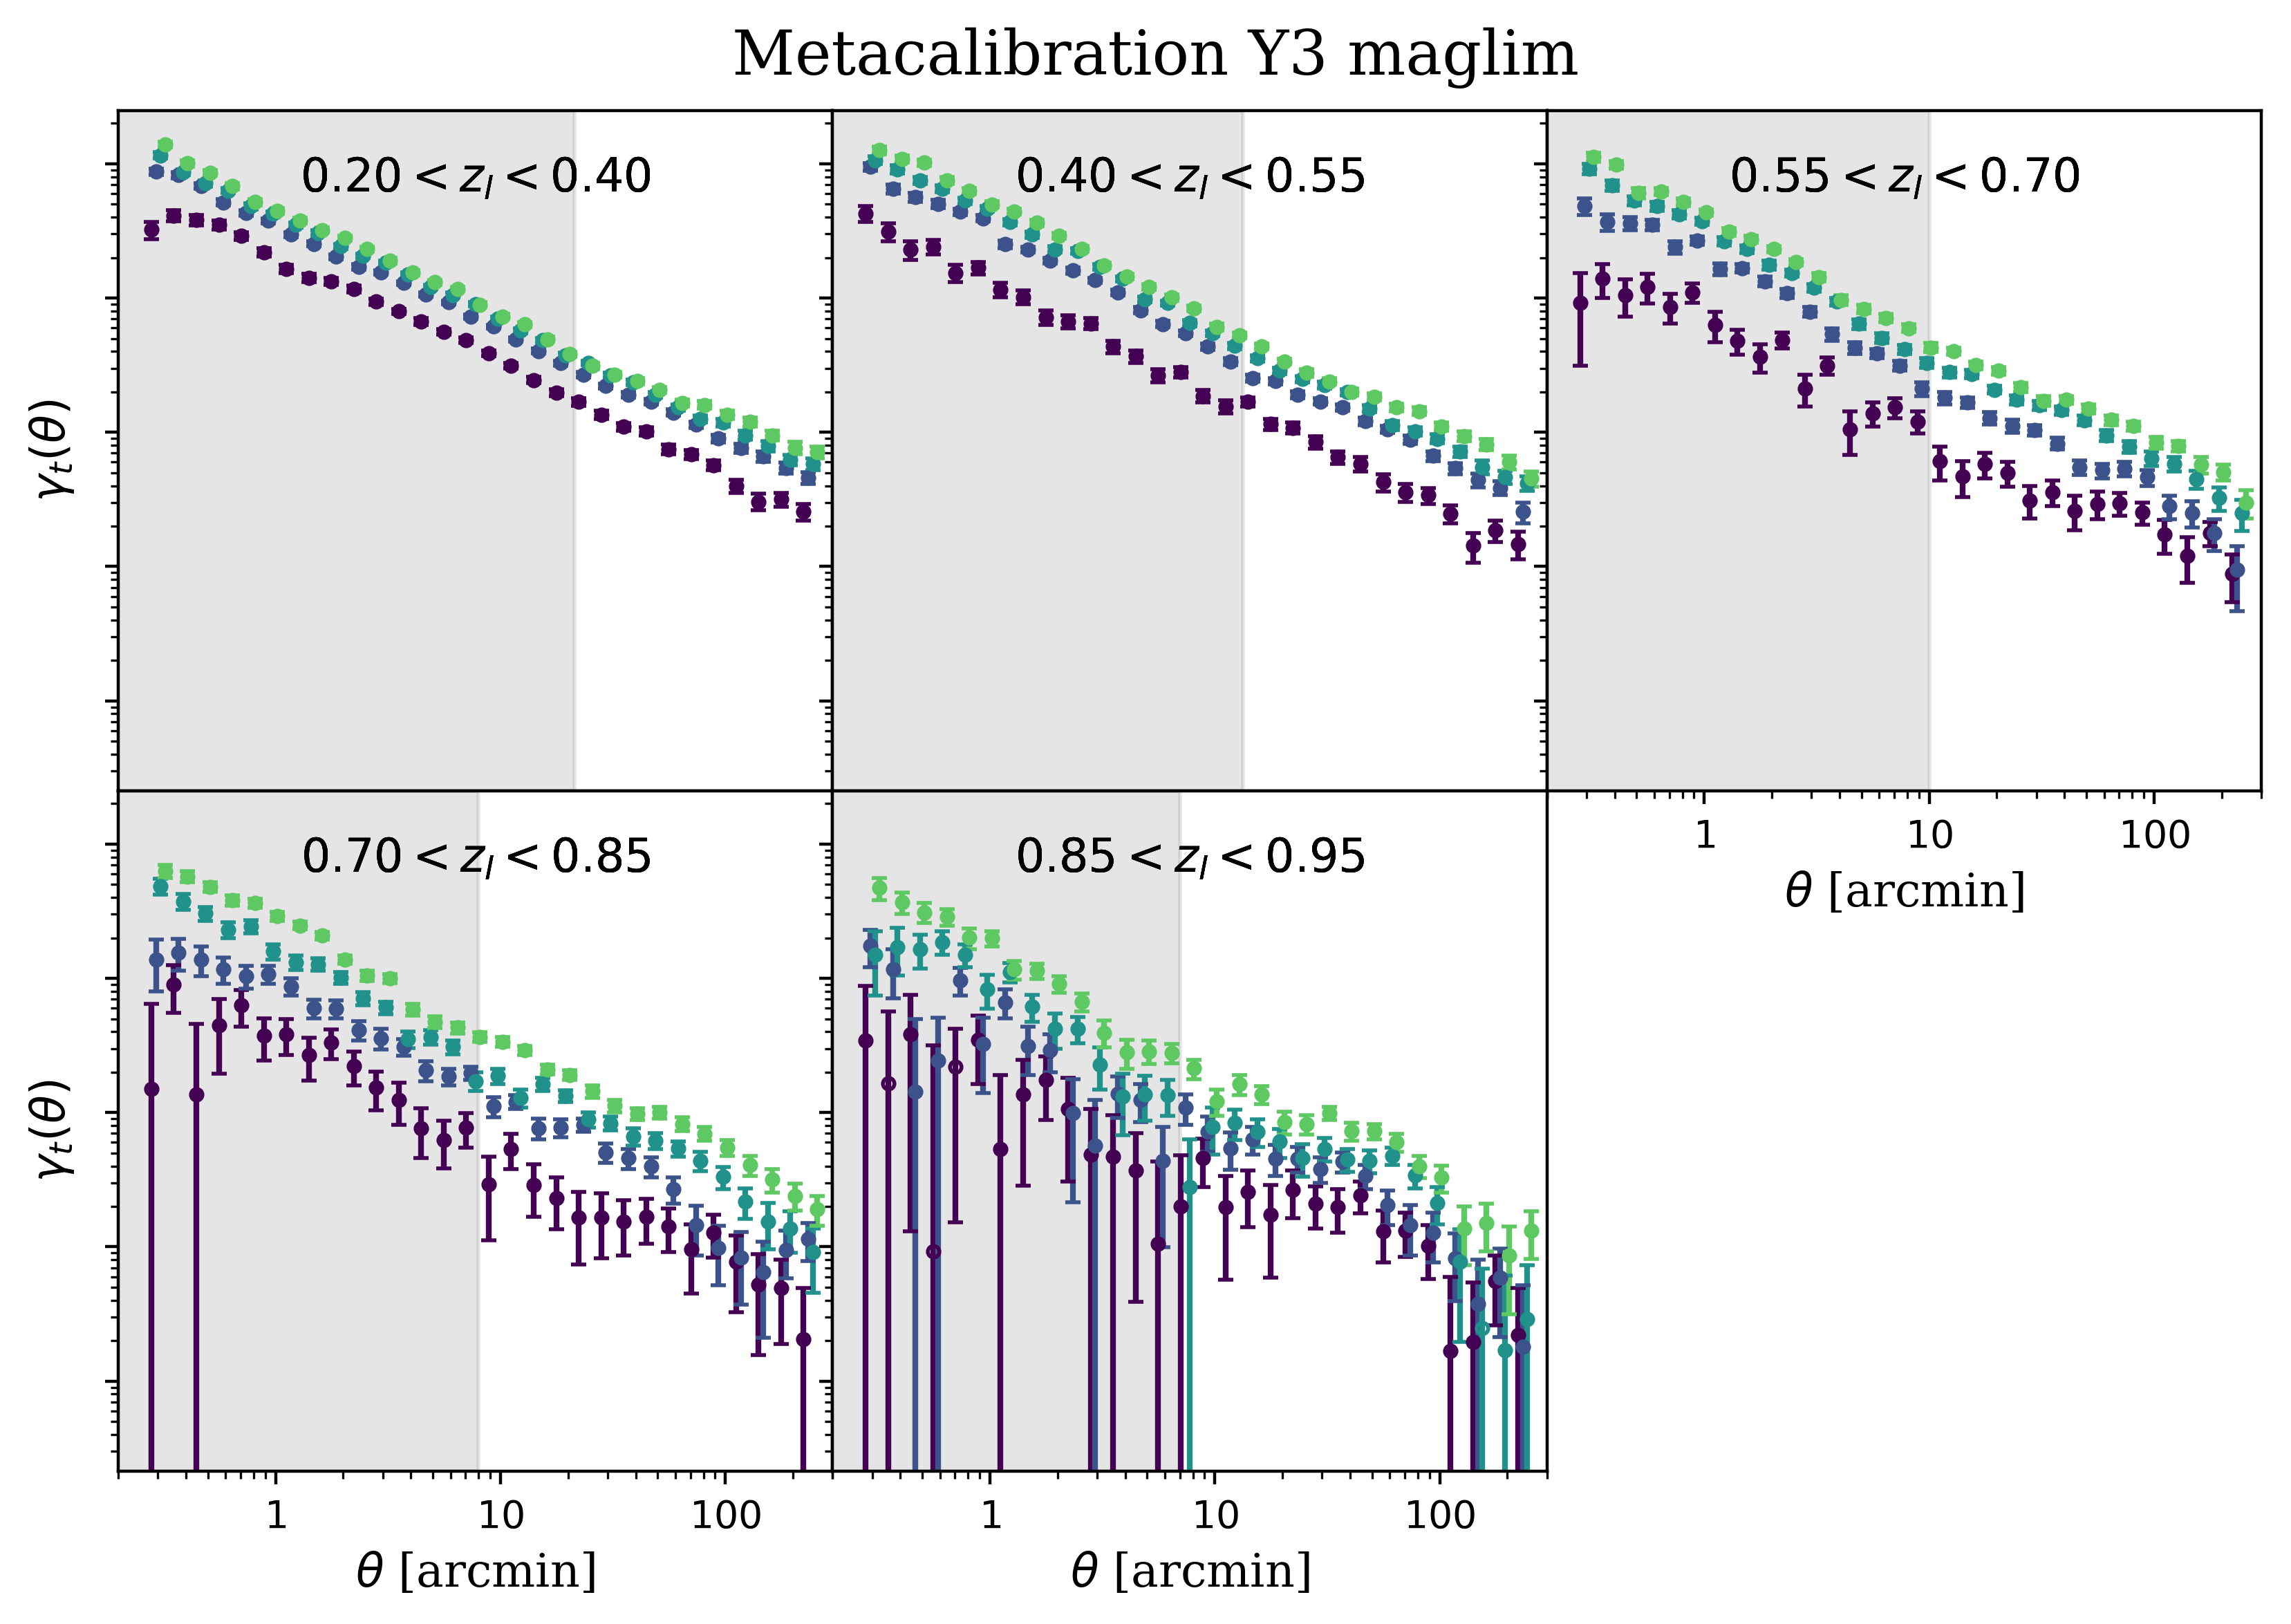 Metacalibration Y3 maglim
0.20 < z_l < 0.40
0.40 < z_l < 0.55
0.55 < z_l < 0.70
γ_t(θ)
1 10 100
θ [arcmin]
0.70 < z_l < 0.85
0.85 < z_l < 0.95
γ_t(θ)
1 10 100
1 10 100
θ [arcmin]
θ [arcmin]